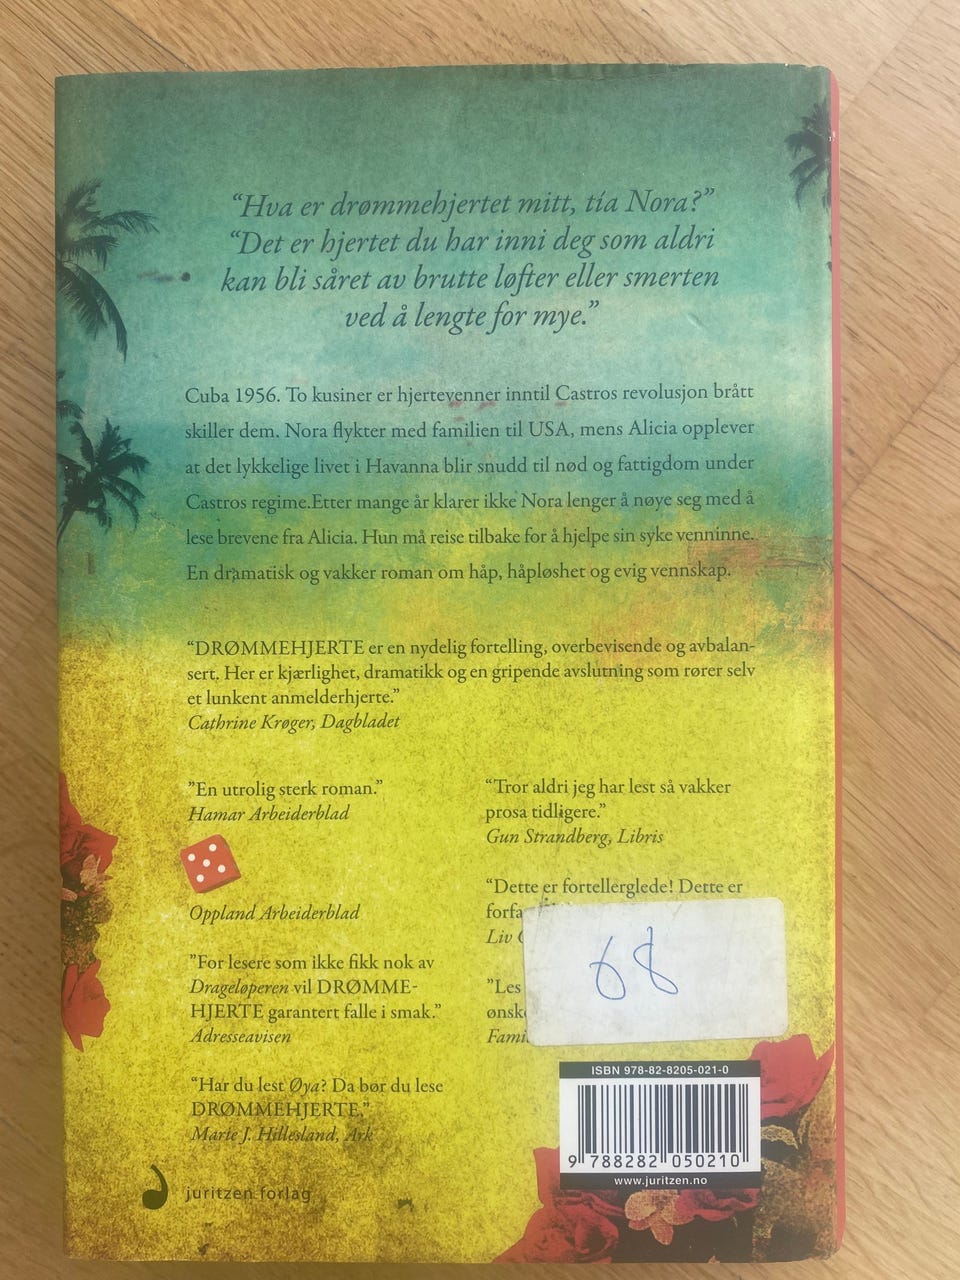 “Hva er drømmehjertet mitt, tía Nora?”
“Det er hjertet du har inni deg som aldri
kan bli såret av brutte løfter eller smerten
ved å lengte for mye.”
Cuba 1956. To kusiner er hjertevenner inntil Castros revolusjon brått
skiller dem. Nora flykter med familien til USA, mens Alicia opplever
at det lykkelige livet i Havanna blir snudd til nød og fattigdom under
Castros regime.Etter mange år klarer ikke Nora lenger å nøye seg med å
lese brevene fra Alicia. Hun må reise tilbake for å hjelpe sin syke venninne.
En dramatisk og vakker roman om håp, håpløshet og evig vennskap.
“DRØMMEHJERTE er en nydelig fortelling, overbevisende og avbalan-
sert. Her er kjærlighet, dramatikk og en gripende avslutning som rører selv
et lunkent anmelderhjerte.”
Cathrine Krøger, Dagbladet
”En utrolig sterk roman.”
Hamar Arbeiderblad
Oppland Arbeiderblad
”For lesere som ikke fikk nok av
Drageløperen vil DRØMME-
HJERTE garantert falle i smak.”
Adresseavisen
“Har du lest Øya? Da bør du lese
DRØMMEHJERTE.”
Marie J. Hillesland, Ark
juritzen forlag
“Tror aldri jeg har lest så vakker
prosa tidligere.”
Gun Strandberg, Libris
“Dette er fortellerglede! Dette er
Liv
”Les
68
ISBN 978-82-8205-021-0
9 788282 050210
www.juritzen.no